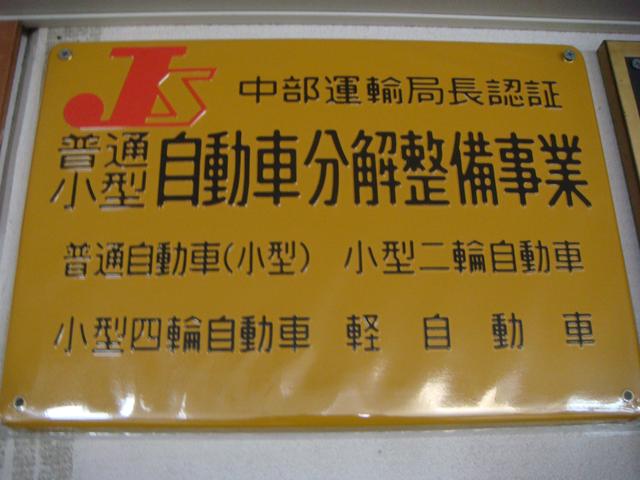 JS 中部運輸局長認証
普通
小型 自動車分解整備事業
普通自動車(小型) 小型二輪自動車
小型四輪自動車 軽自動車